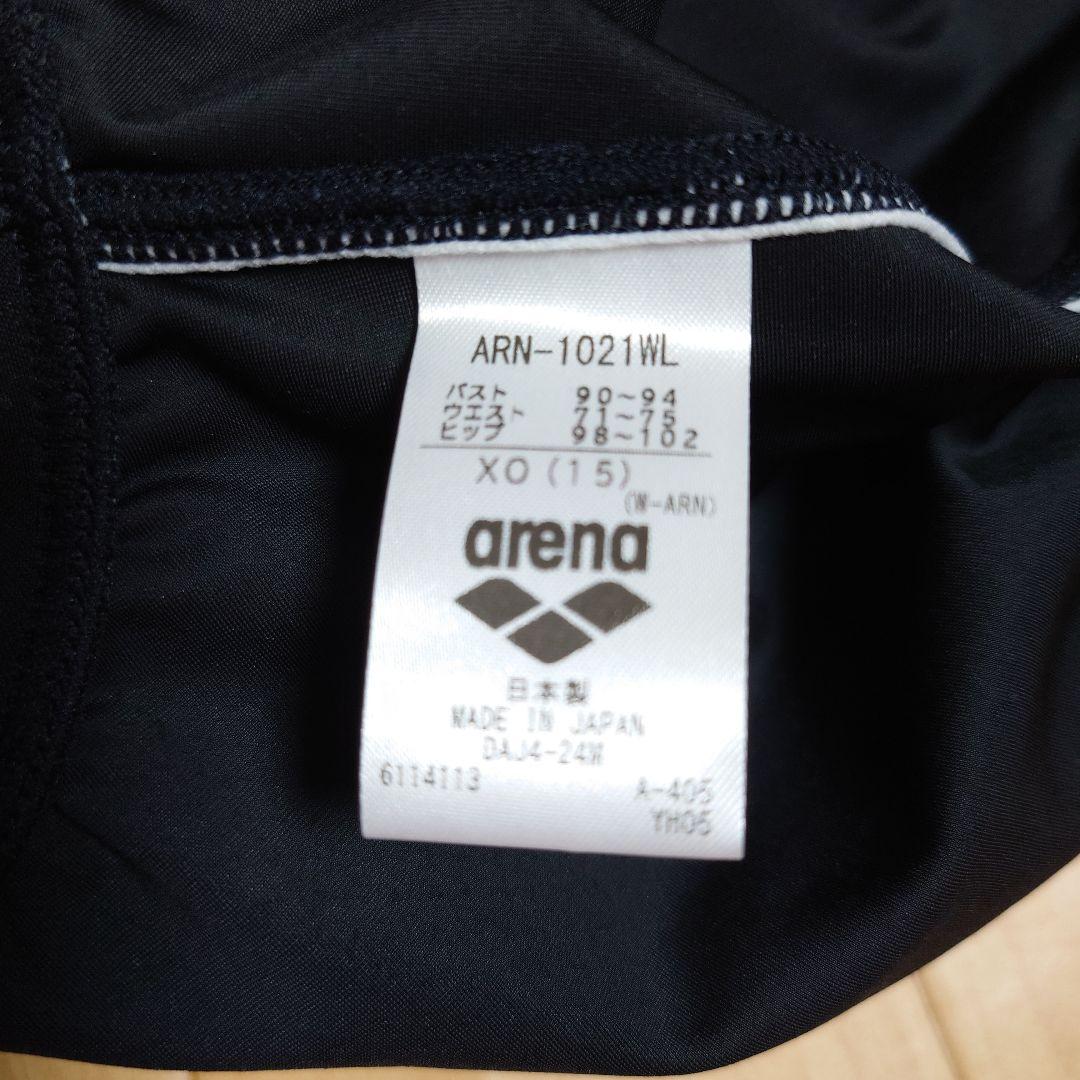 ARN-1021WL
バスト 90~94
ウエスト 71~75
ヒップ 98~102
XO(15)
(W-ARN)
arena
日本製
MADE IN JAPAN
DAJ4-24M
6114113 A-405
YH05